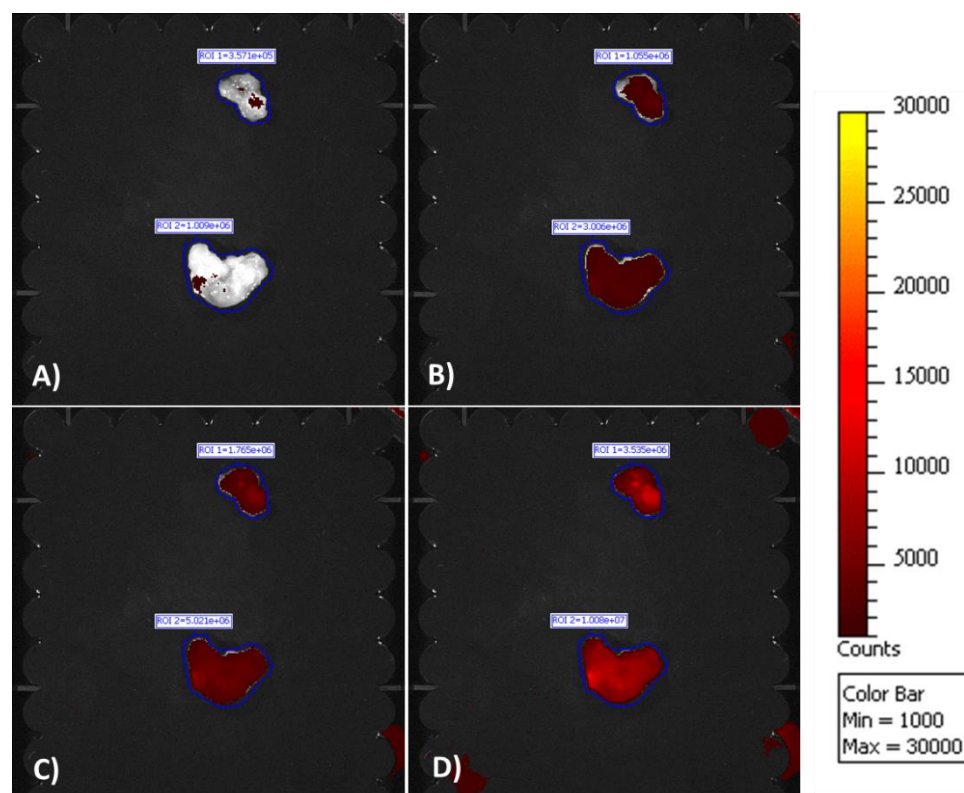 ROI 1=3.571e+05
ROI 2=1.009e+06
A)
ROI 1=1.055e+06
ROI 2=3.006e+06
B)
ROI 1=1.765e+06
ROI 2=5.021e+06
C)
ROI 1=3.535e+06
ROI 2=1.008e+07
D)
30000
25000
20000
15000
10000
5000
Counts
Color Bar
Min = 1000
Max = 30000